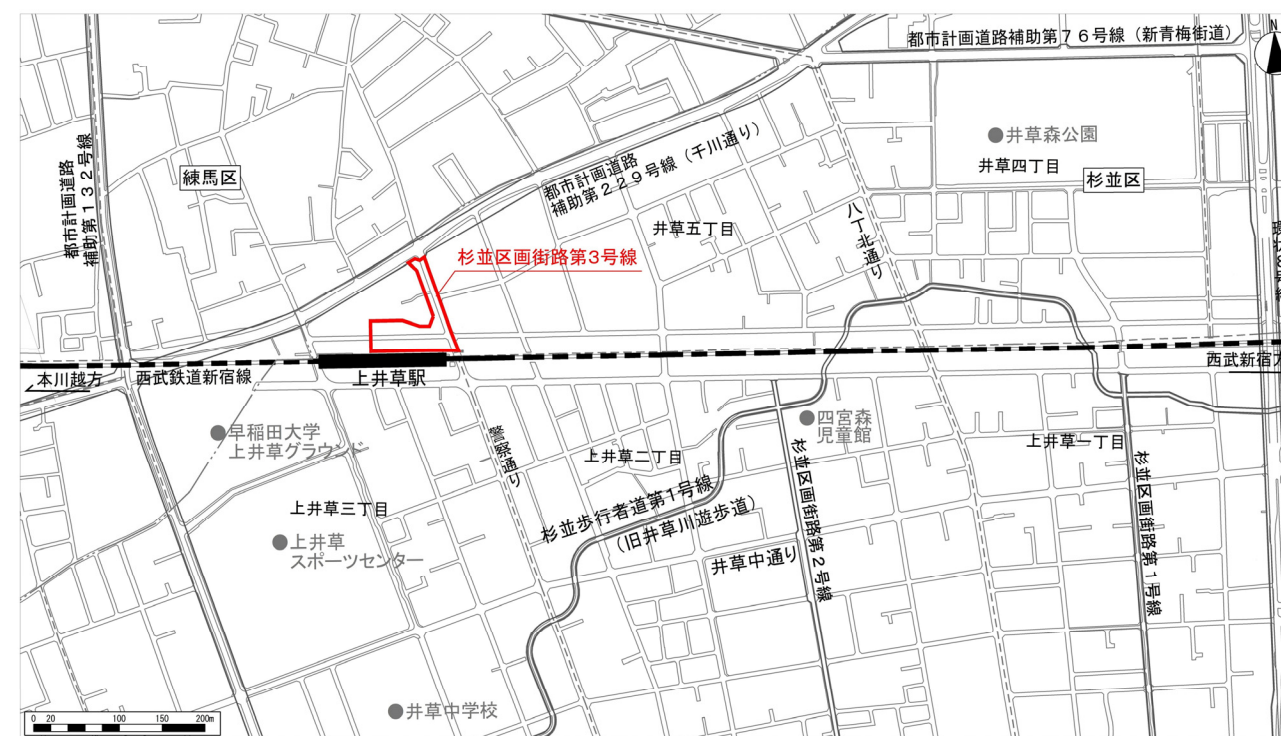 都市計画道路補助第７６号線（新青梅街道）
N
都市計画道路
補助第１３２号線
練馬区
都市計画道路
補助第２２９号線（千川通り）
●井草森公園
井草四丁目
杉並区
井草五丁目
八丁北通り
杉並区画街路第3号線
本川越方
西武鉄道新宿線
上井草駅
西武新宿
●早稲田大学
上井草グラウンド
警察通り
上井草二丁目
●四宮森
児童館
上井草一丁目
上井草三丁目
杉並歩行者道第１号線
（旧井草川遊歩道）
●上井草
スポーツセンター
井草中通り
杉並区画街路第２号線
杉並区画街路第１号線
●井草中学校
0 20 100 150 200m